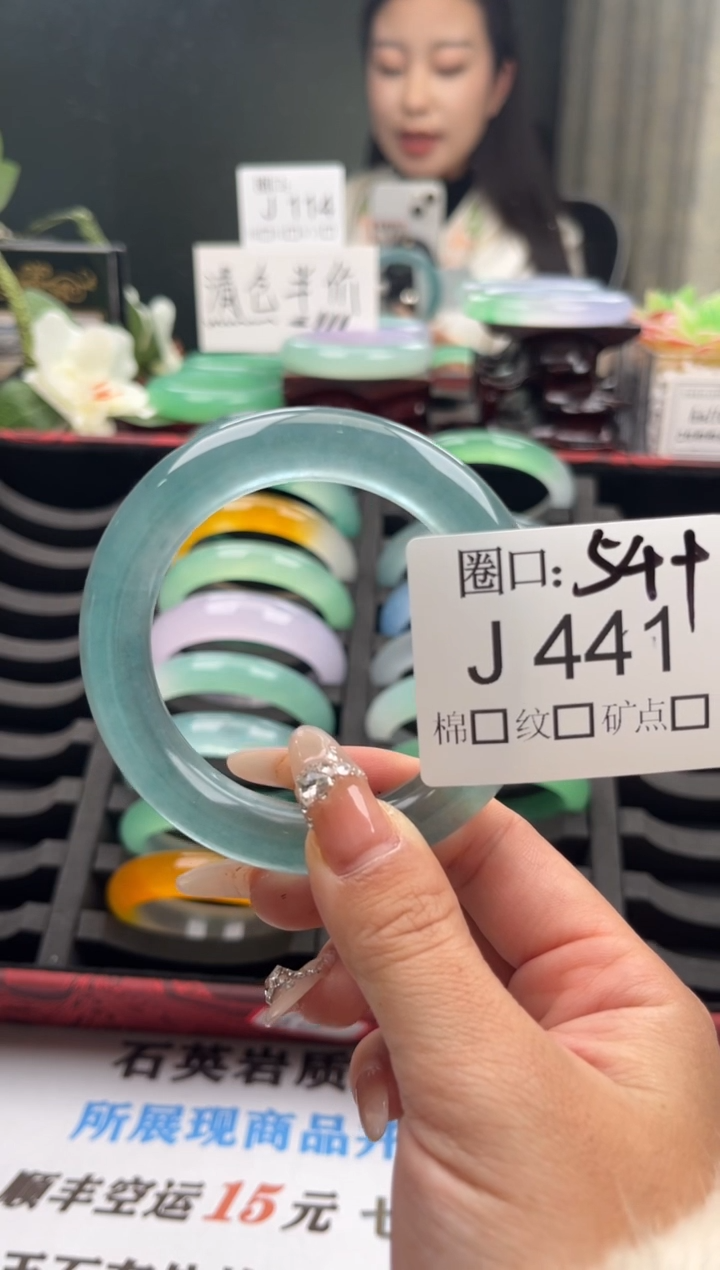 J 114
清仓半价
圈口: 54+
J 441
棉□ 纹□ 矿点□
石英岩质
所展现商品
顺丰空运15元 七